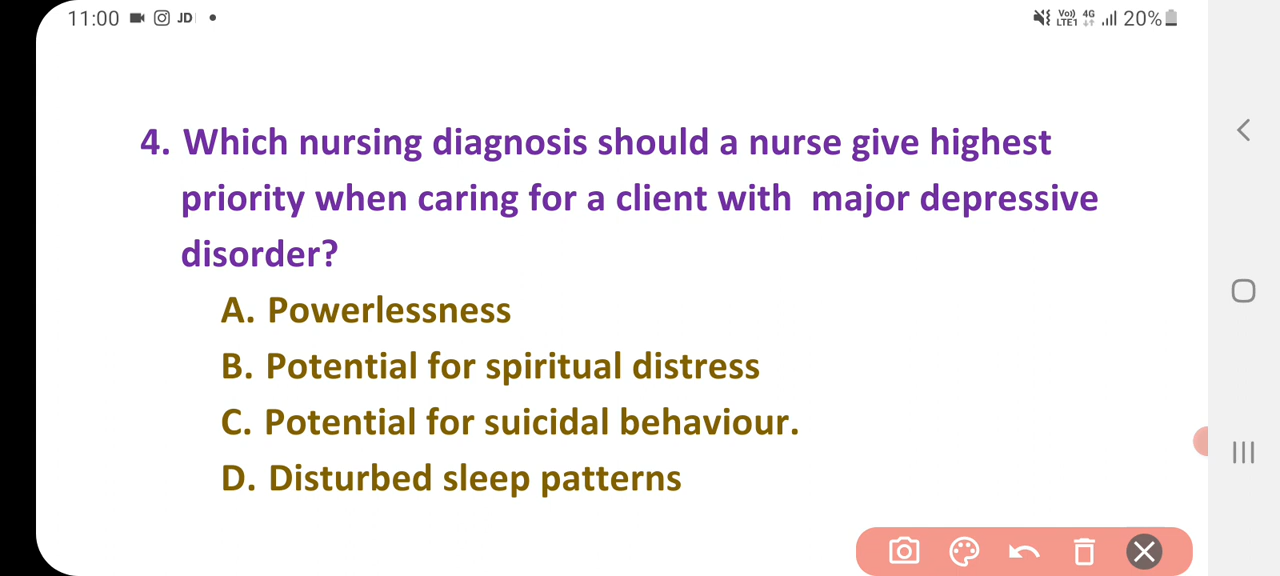 11:00 JD
Vo)) 4G 20%
LTE1
4. Which nursing diagnosis should a nurse give highest
priority when caring for a client with major depressive
disorder?
A. Powerlessness
B. Potential for spiritual distress
C. Potential for suicidal behaviour.
D. Disturbed sleep patterns